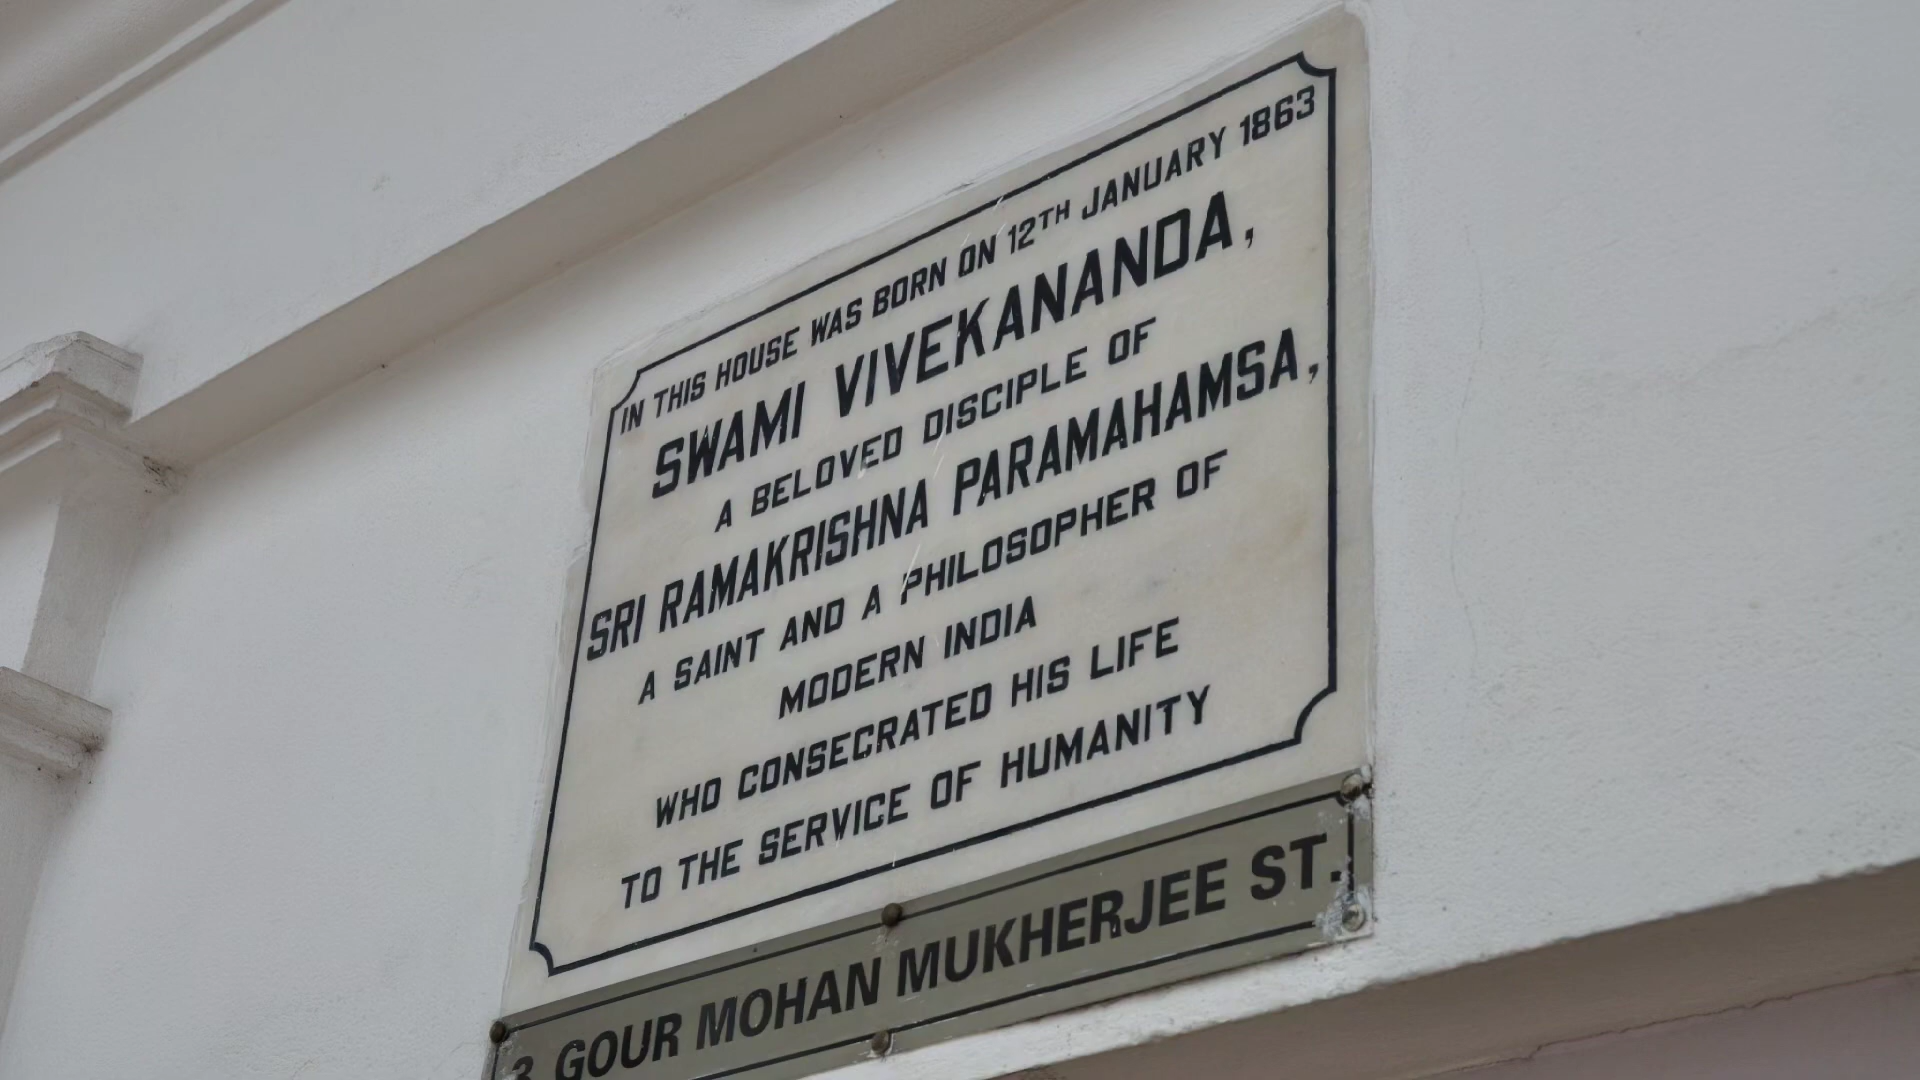 IN THIS HOUSE WAS BORN ON 12TH JANUARY 1863
SWAMI VIVEKANANDA,
A BELOVED DISCIPLE OF
SRI RAMAKRISHNA PARAMAHAMSA,
A SAINT AND A PHILOSOPHER OF
MODERN INDIA
WHO CONSECRATED HIS LIFE
TO THE SERVICE OF HUMANITY
3 GOUR MOHAN MUKHERJEE ST.